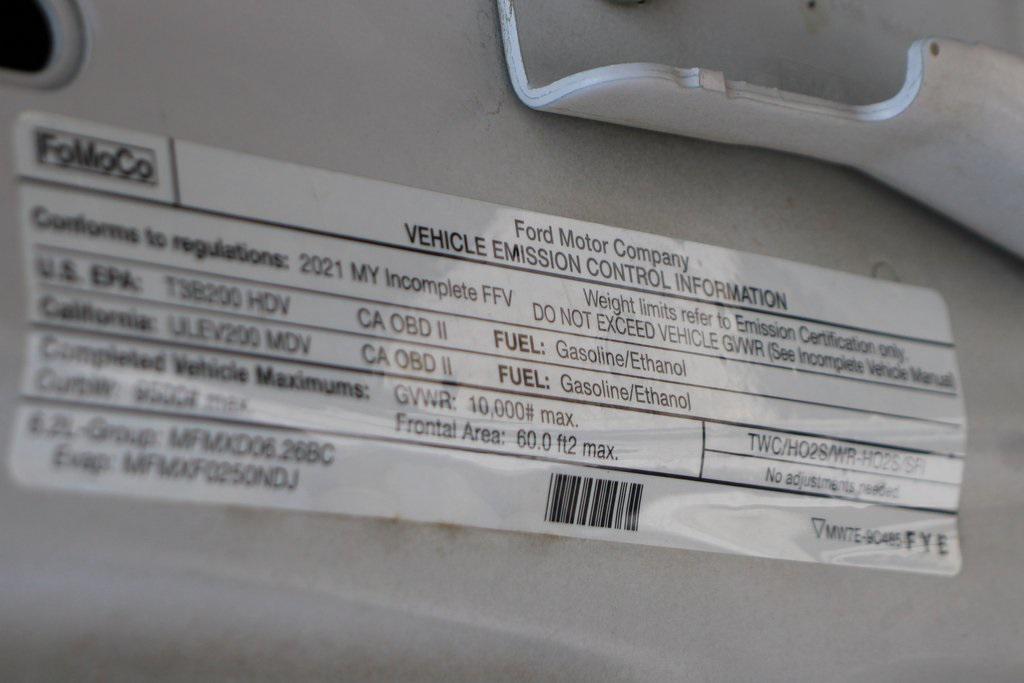 FoMoCo
Ford Motor Company
VEHICLE EMISSION CONTROL INFORMATION
Conforms to regulations: 2021 MY Incomplete FFV
Weight limits refer to Emission Certification only.
DO NOT EXCEED VEHICLE GVWR (See Incomplete Vehicle Manual)
U.S. EPA: T3B200 HDV CA OBD II FUEL: Gasoline/Ethanol
California: ULEV200 MDV CA OBD II FUEL: Gasoline/Ethanol
Completed Vehicle Maximums: GVWR: 10,000# max.
CurbW: max. Frontal Area: 60.0 ft2 max.
TWC/HO2S/WR-HO2S/SFI
No adjustments needed.
6.2L-Group: MFMXD06.26BC
Evap: MFMXF0250NDJ
MW7E-9C485 FYE